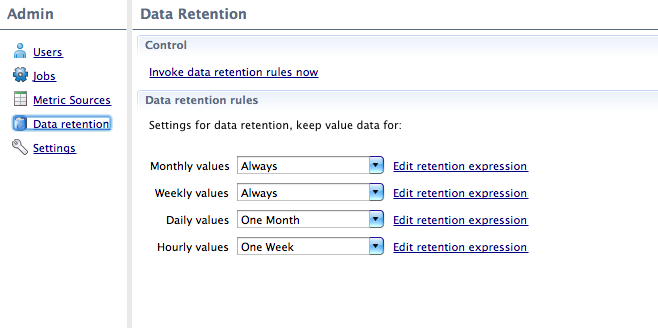 Admin
Users
Jobs
Metric Sources
Data retention
Settings
Data Retention
Control
Invoke data retention rules now
Data retention rules
Settings for data retention, keep value data for:
Monthly values Always Edit retention expression
Weekly values Always Edit retention expression
Daily values One Month Edit retention expression
Hourly values One Week Edit retention expression